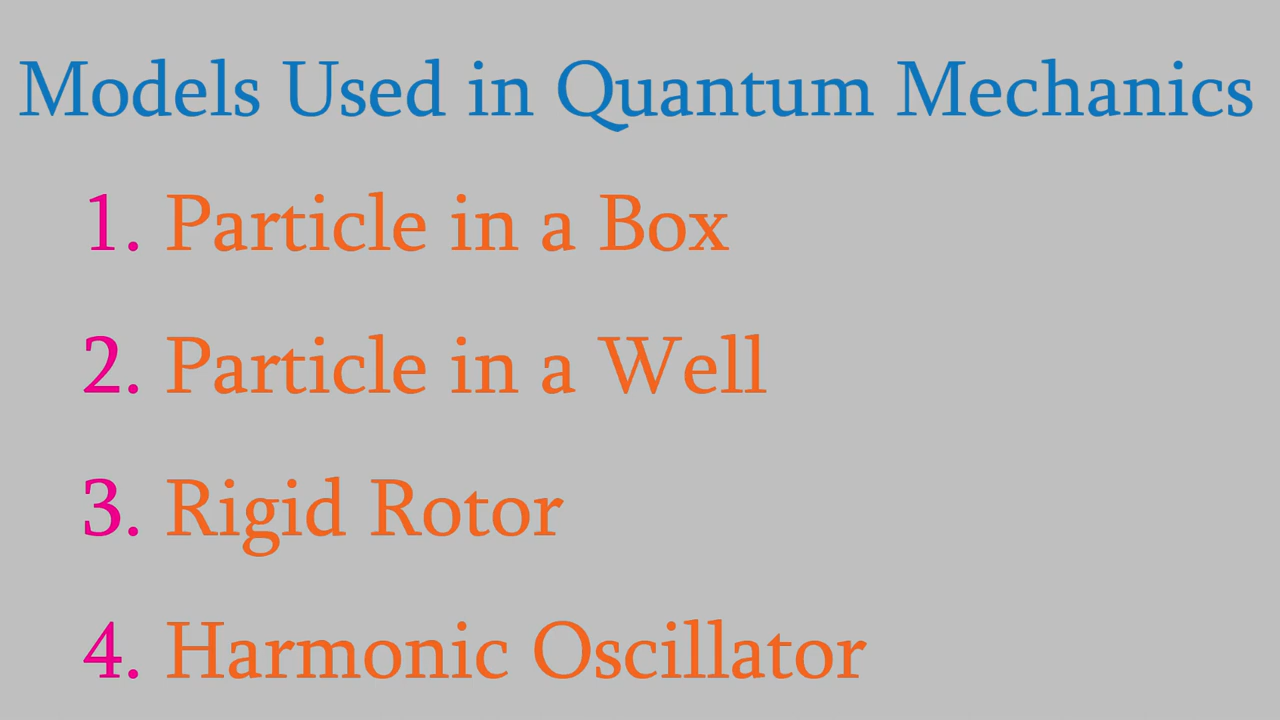 Models Used in Quantum Mechanics
1. Particle in a Box
2. Particle in a Well
3. Rigid Rotor
4. Harmonic Oscillator